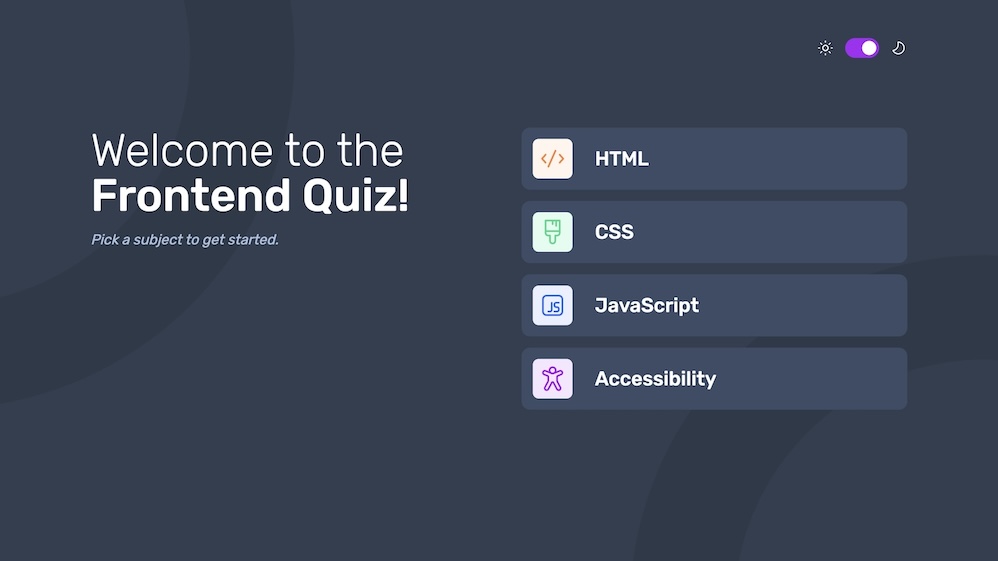 Welcome to the
Frontend Quiz!
Pick a subject to get started.
HTML
CSS
JS
JavaScript
Accessibility